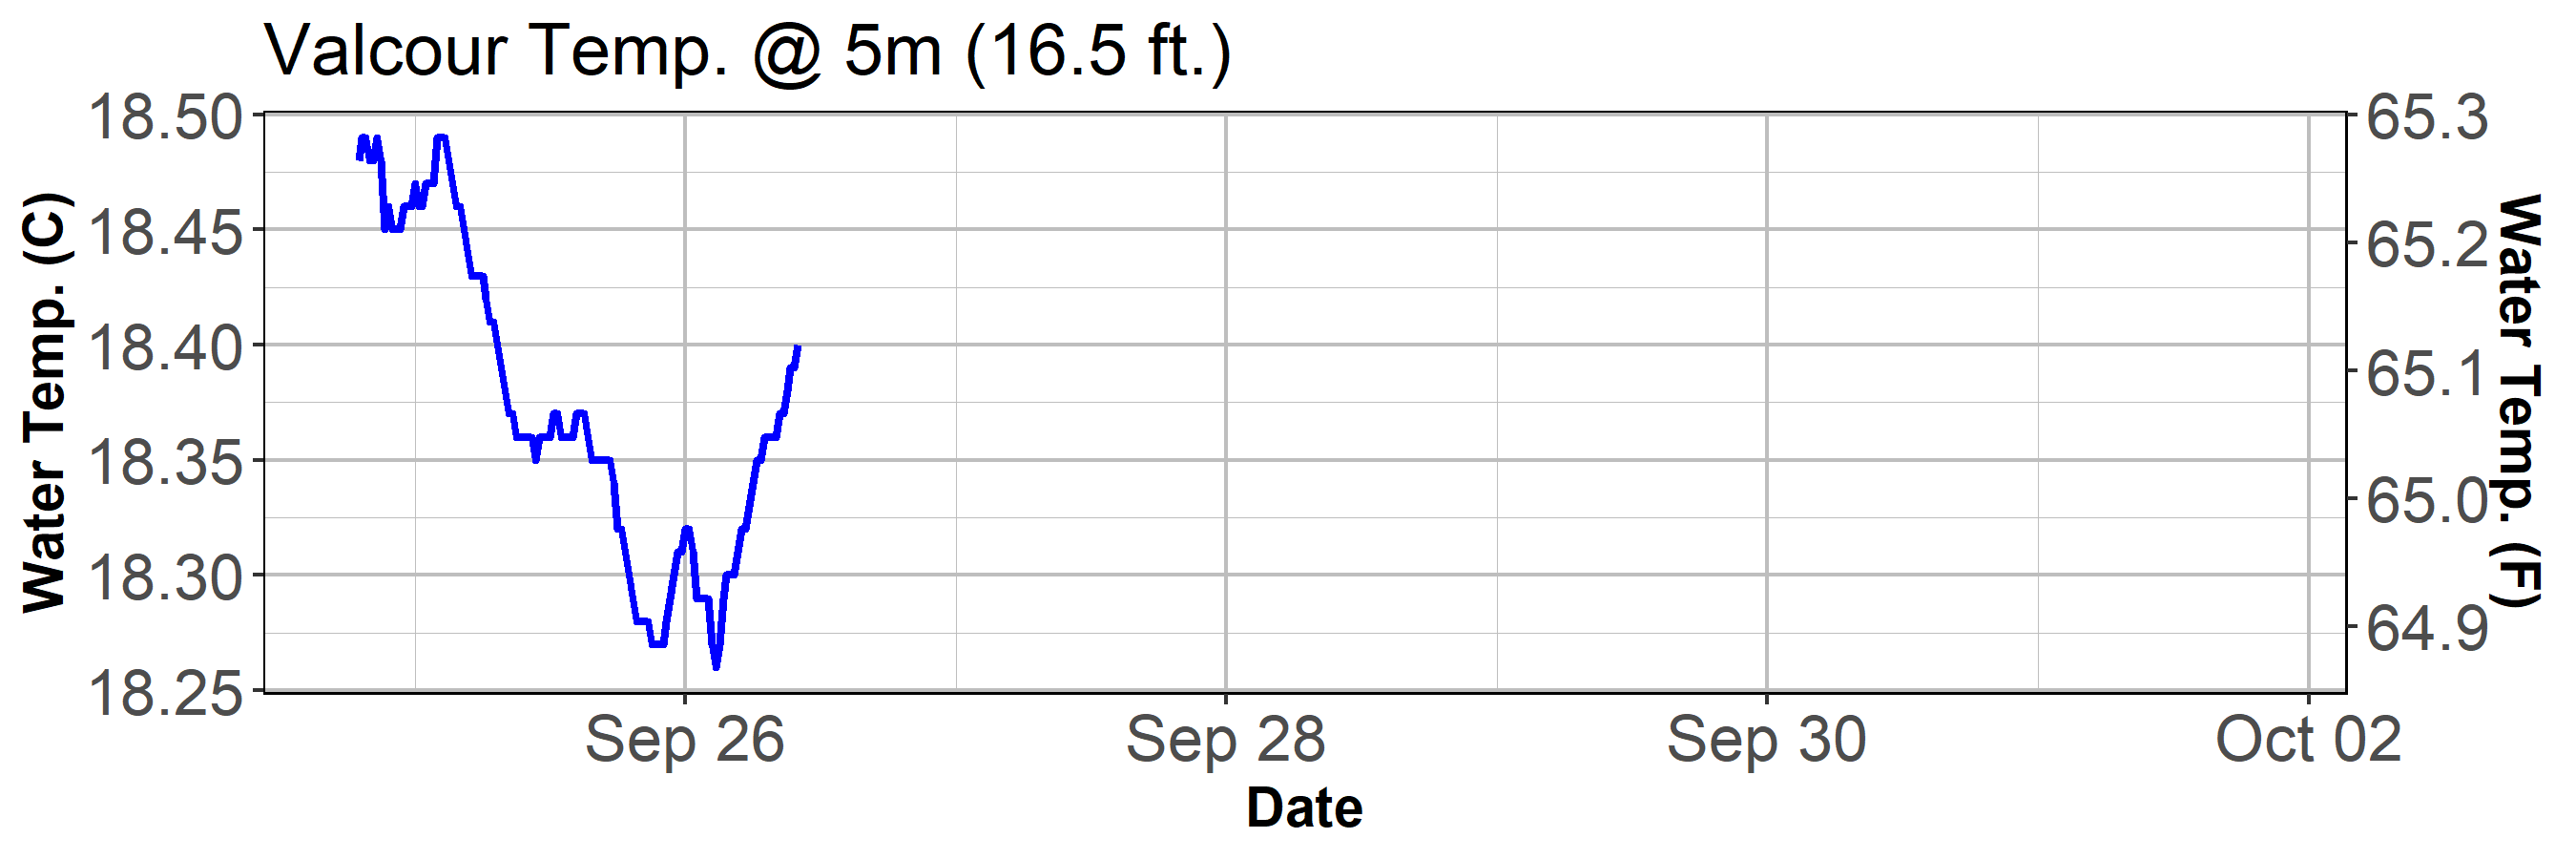 Valcour Temp. @ 5m (16.5 ft.)
Water Temp. (C)
18.50
18.45
18.40
18.35
18.30
18.25
65.3
65.2
65.1
65.0
64.9
Water Temp. (F)
Sep 26
Sep 28
Sep 30
Oct 02
Date